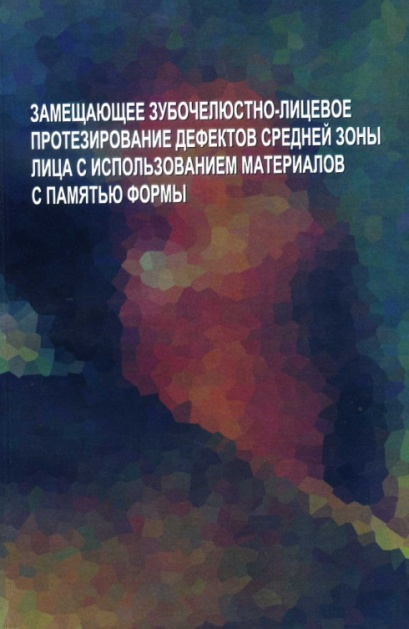 ЗАМЕЩАЮЩЕЕ ЗУБОЧЕЛЮСТНО-ЛИЦЕВОЕ
ПРОТЕЗИРОВАНИЕ ДЕФЕКТОВ СРЕДНЕЙ ЗОНЫ
ЛИЦА С ИСПОЛЬЗОВАНИЕМ МАТЕРИАЛОВ
С ПАМЯТЬЮ ФОРМЫ